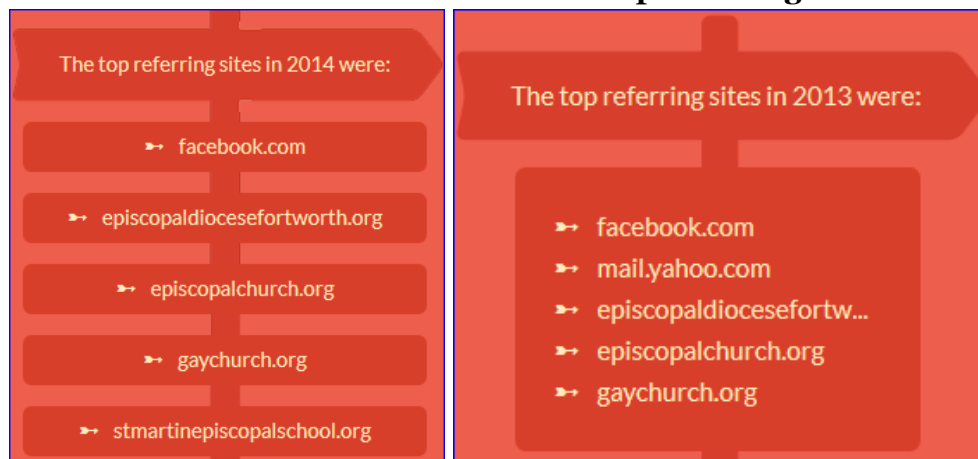 The top referring sites in 2014 were:
➳ facebook.com
➳ episcopaldiocesefortworth.org
➳ episcopalchurch.org
➳ gaychurch.org
➳ stmartinepiscopalschool.org
The top referring sites in 2013 were:
➳ facebook.com
➳ mail.yahoo.com
➳ episcopaldiocesefortw...
➳ episcopalchurch.org
➳ gaychurch.org